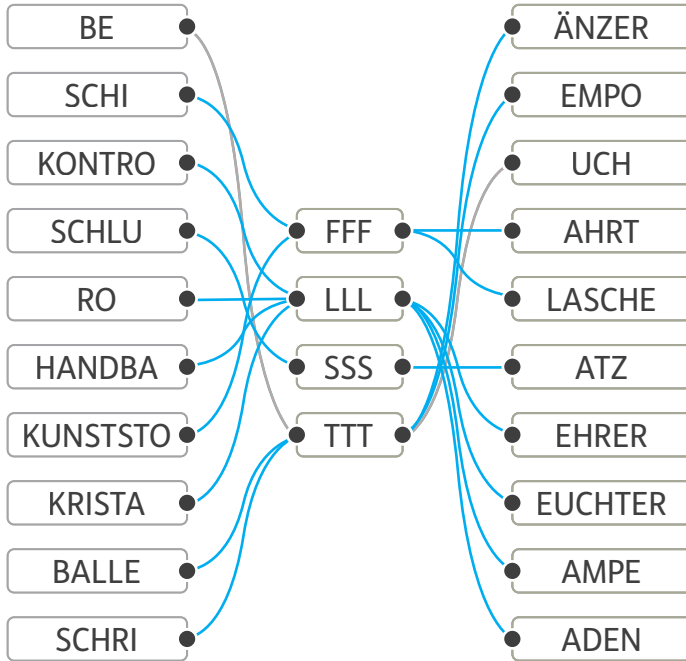 BE
ÄNZER
SCHI
EMPO
KONTRO
UCH
SCHLU
FFF
AHRT
RO
LLL
LASCHE
HANDBA
SSS
ATZ
KUNSTSTO
TTT
EHRER
KRISTA
EUCHTER
BALLE
AMPE
SCHRI
ADEN